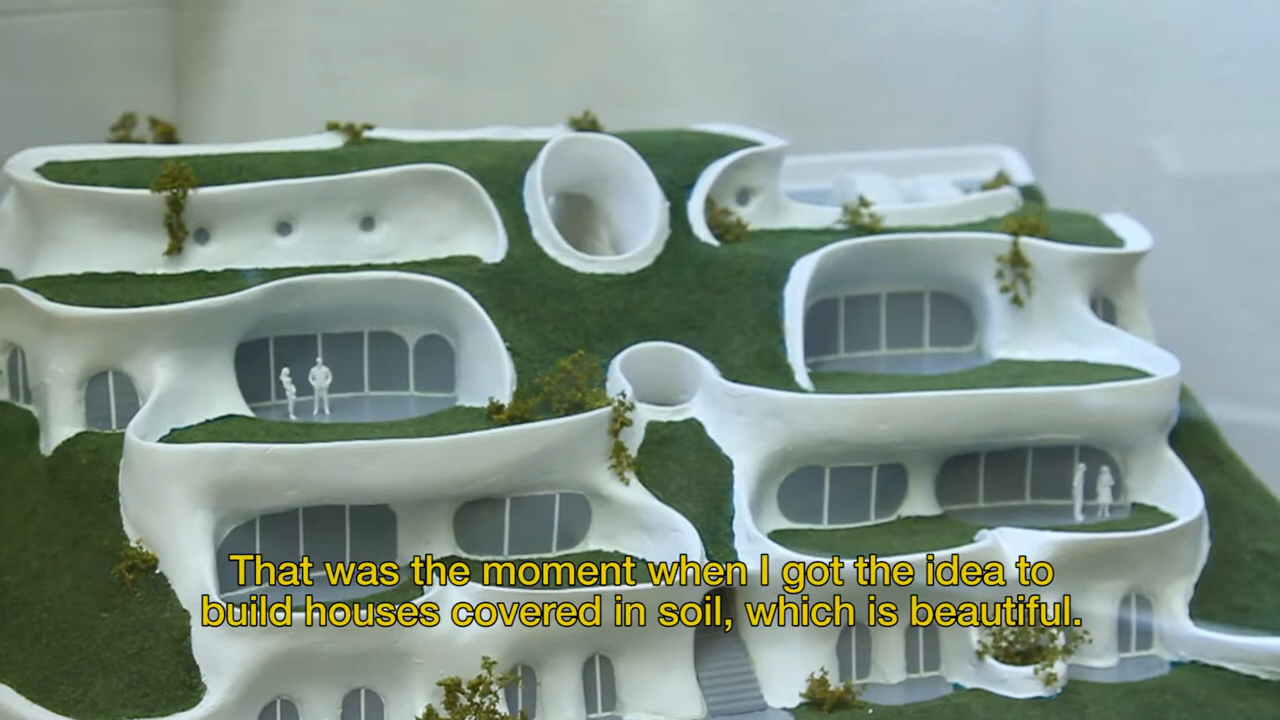 That was the moment when I got the idea to
build houses covered in soil, which is beautiful.